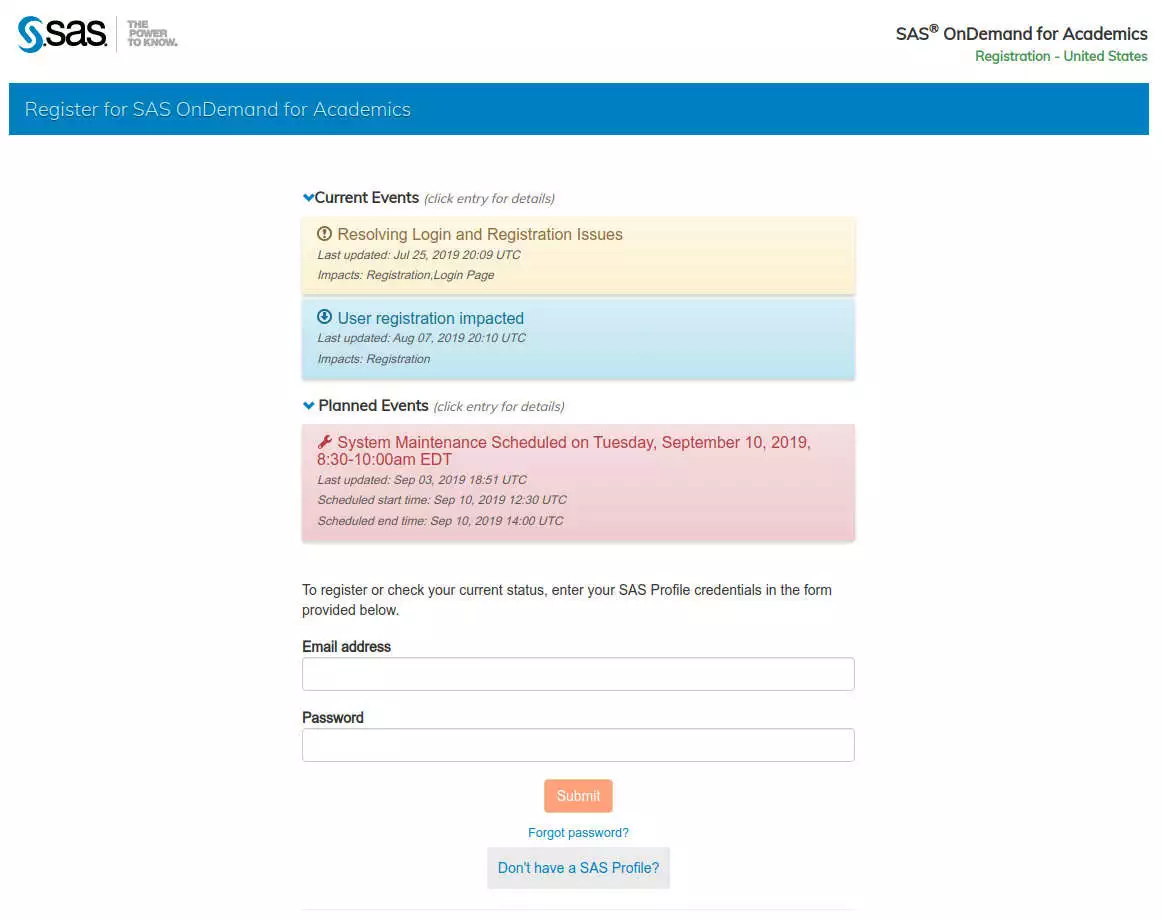 sas
THE
POWER
TO KNOW.
SAS® OnDemand for Academics
Registration - United States
Register for SAS OnDemand for Academics
Current Events (click entry for details)
Resolving Login and Registration Issues
Last updated: Jul 25, 2019 20:09 UTC
Impacts: Registration,Login Page
User registration impacted
Last updated: Aug 07, 2019 20:10 UTC
Impacts: Registration
Planned Events (click entry for details)
System Maintenance Scheduled on Tuesday, September 10, 2019,
8:30-10:00am EDT
Last updated: Sep 03, 2019 18:51 UTC
Scheduled start time: Sep 10, 2019 12:30 UTC
Scheduled end time: Sep 10, 2019 14:00 UTC
To register or check your current status, enter your SAS Profile credentials in the form
provided below.
Email address
Password
Submit
Forgot password?
Don't have a SAS Profile?